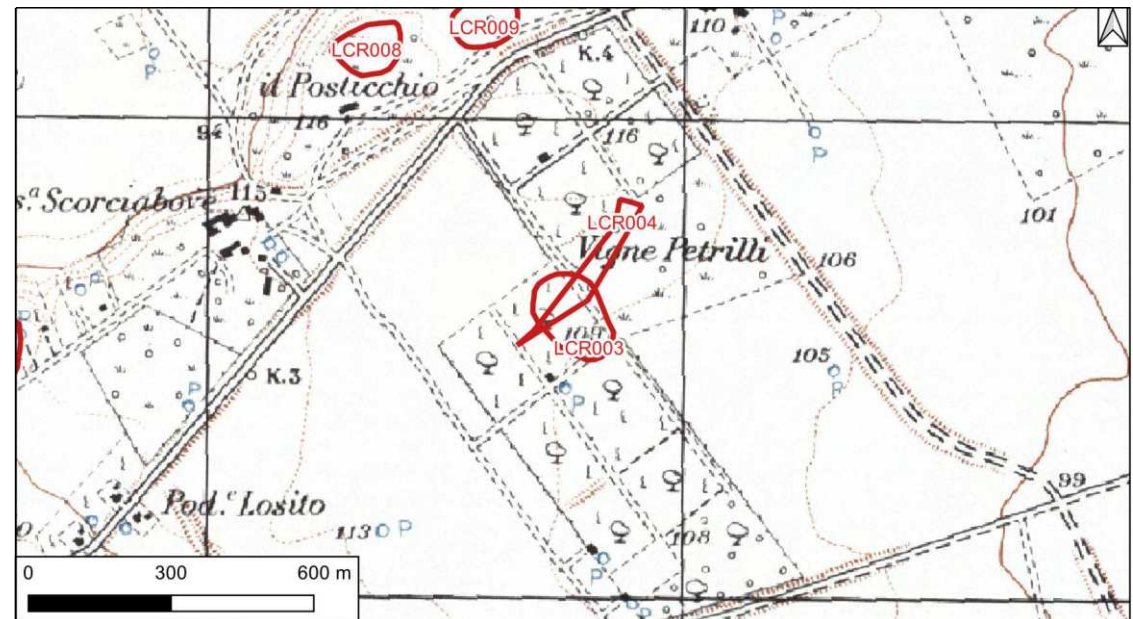 LCR008
LCR009
110
P
P
K.4
il Posticchio
94
116
116
P
P
s.ª Scorciabove
115
101
LCR004
Vigne Petrilli
106
109
LCR003
105
P
K.3
P
P
99
Pod.ᵉ Losito
113
P
108
P
P
0
300
600 m